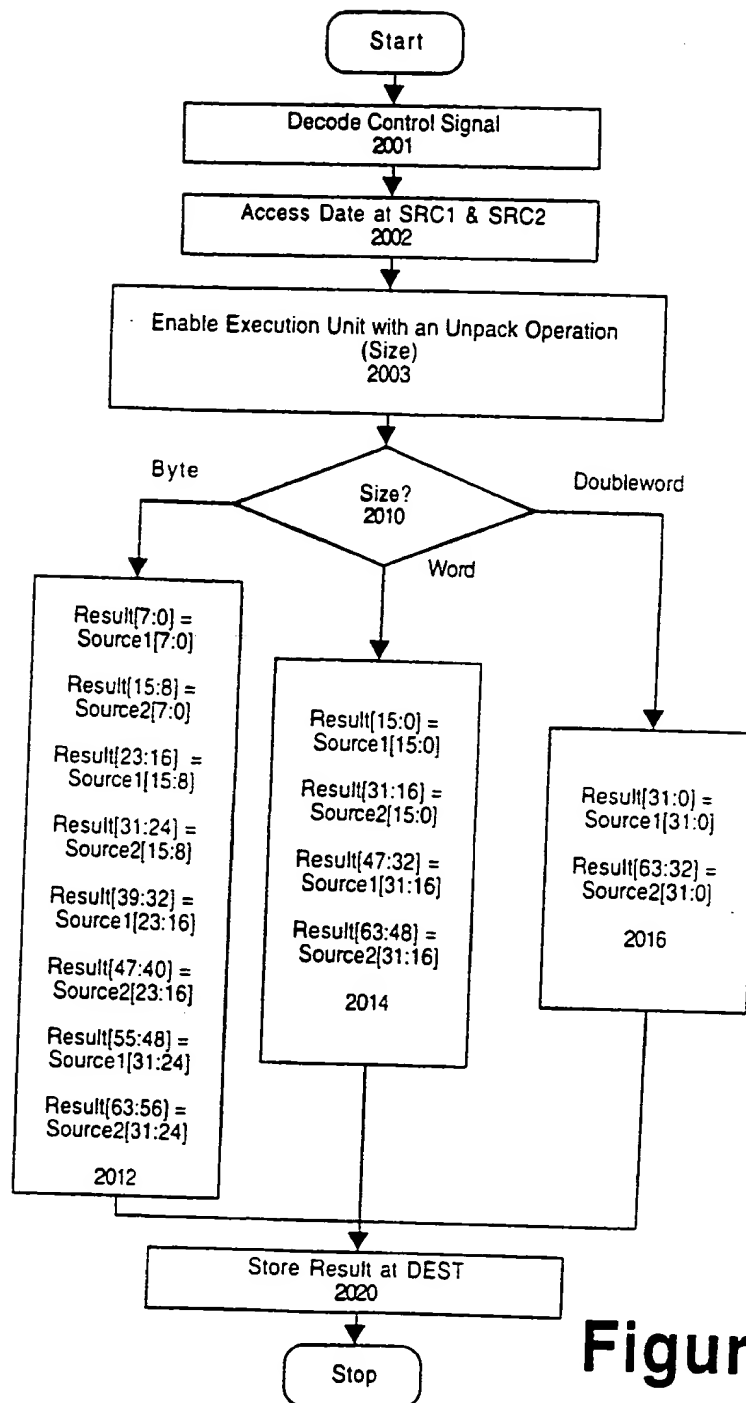 Start
Decode Control Signal
2001
Access Date at SRC1 & SRC2
2002
Enable Execution Unit with an Unpack Operation
(Size)
2003
Byte
Size?
2010
Doubleword
Word
Result[7:0] =
Source1[7:0]
Result[15:8] =
Source2[7:0]
Result[23:16] =
Source1[15:8]
Result[31:24] =
Source2[15:8]
Result[39:32] =
Source1[23:16]
Result[47:40] =
Source2[23:16]
Result[55:48] =
Source1[31:24]
Result[63:56] =
Source2[31:24]
2012
Result[15:0] =
Source1[15:0]
Result[31:16] =
Source2[15:0]
Result[47:32] =
Source1[31:16]
Result[63:48] =
Source2[31:16]
2014
Result[31:0] =
Source1[31:0]
Result[63:32] =
Source2[31:0]
2016
Store Result at DEST
2020
Stop
Figur